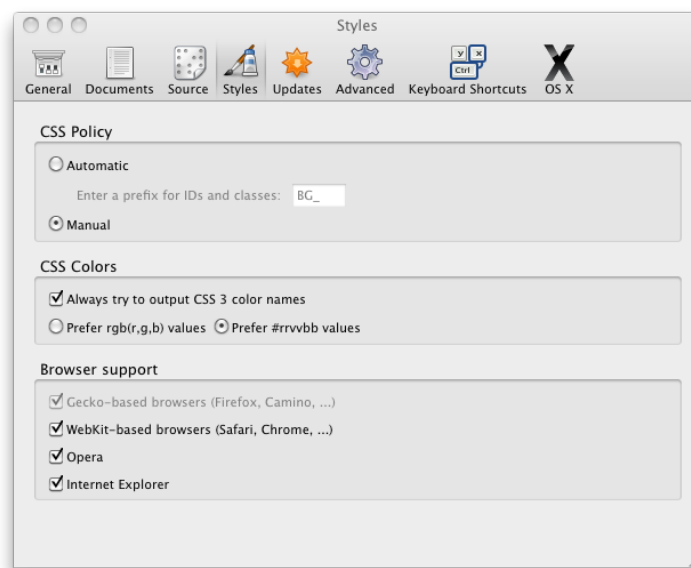 Styles
General Documents Source Styles Updates Advanced Keyboard Shortcuts OS X
y x
Ctrl
CSS Policy
Automatic
Enter a prefix for IDs and classes: BG_
Manual
CSS Colors
Always try to output CSS 3 color names
Prefer rgb(r,g,b) values Prefer #rrvvbb values
Browser support
Gecko-based browsers (Firefox, Camino, ...)
WebKit-based browsers (Safari, Chrome, ...)
Opera
Internet Explorer